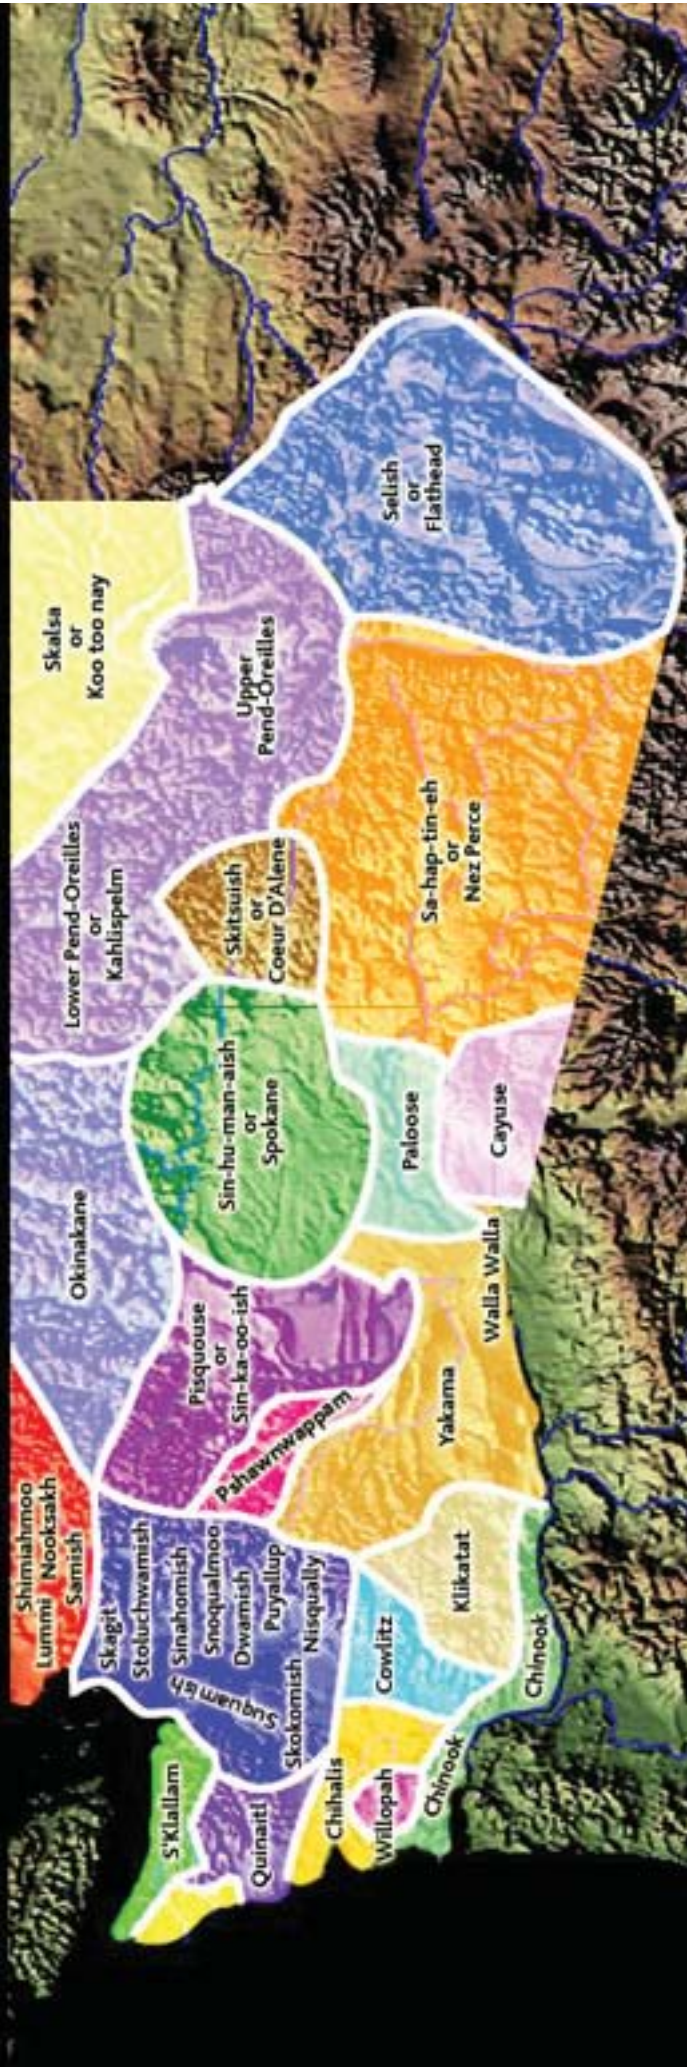 Shimiahmoo
Lummi Nooksakh
Samish
Skagit
Stoluchwamish
Sinahomish
Snoqualmoo
Dwamish
Puyallup
Nisqually
Suquamish
Skokomish
S'Klallam
Quinaitl
Chihalis
Willopah
Chinook
Cowlitz
Klikatat
Chinook
Okinakane
Pisquouse
or
Sin-ka-oo-ish
Pshawnwappam
Yakama
Walla Walla
Sin-hu-man-aish
or
Spokane
Paloose
Cayuse
Lower Pend-Oreilles
or
Kahlispelm
Skitsuish
or
Coeur D'Alene
Skalsa
or
Koo too nay
Upper
Pend-Oreilles
Sa-hap-tin-eh
or
Nez Perce
Selish
or
Flathead